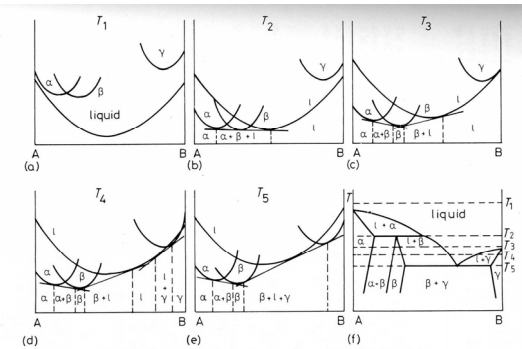 T1
T2
T3
α
β
γ
liquid
A
B
(a)
α
β
γ
l
α
α+β+l
l
A
B
(b)
α
β
γ
l
α
α+β
β
β+l
l
A
B
(c)
T4
T5
T
l
α
β
α
α+β
β
β+l
l
l
+
γ
γ
A
B
(d)
l
α
β
α
α+β
β
β+l+γ
A
B
(e)
liquid
T1
l+α
T2
l+β
T3
α
l+γ
T4
T5
α+β
β
β+γ
γ
A
B
(f)